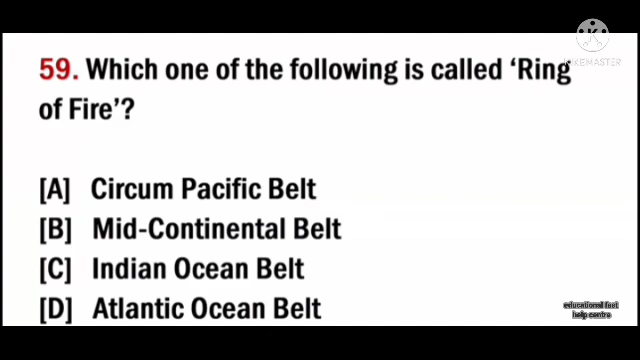 KINEMASTER
59. Which one of the following is called ‘Ring
of Fire’?
[A] Circum Pacific Belt
[B] Mid-Continental Belt
[C] Indian Ocean Belt
[D] Atlantic Ocean Belt
educational fast
help centre